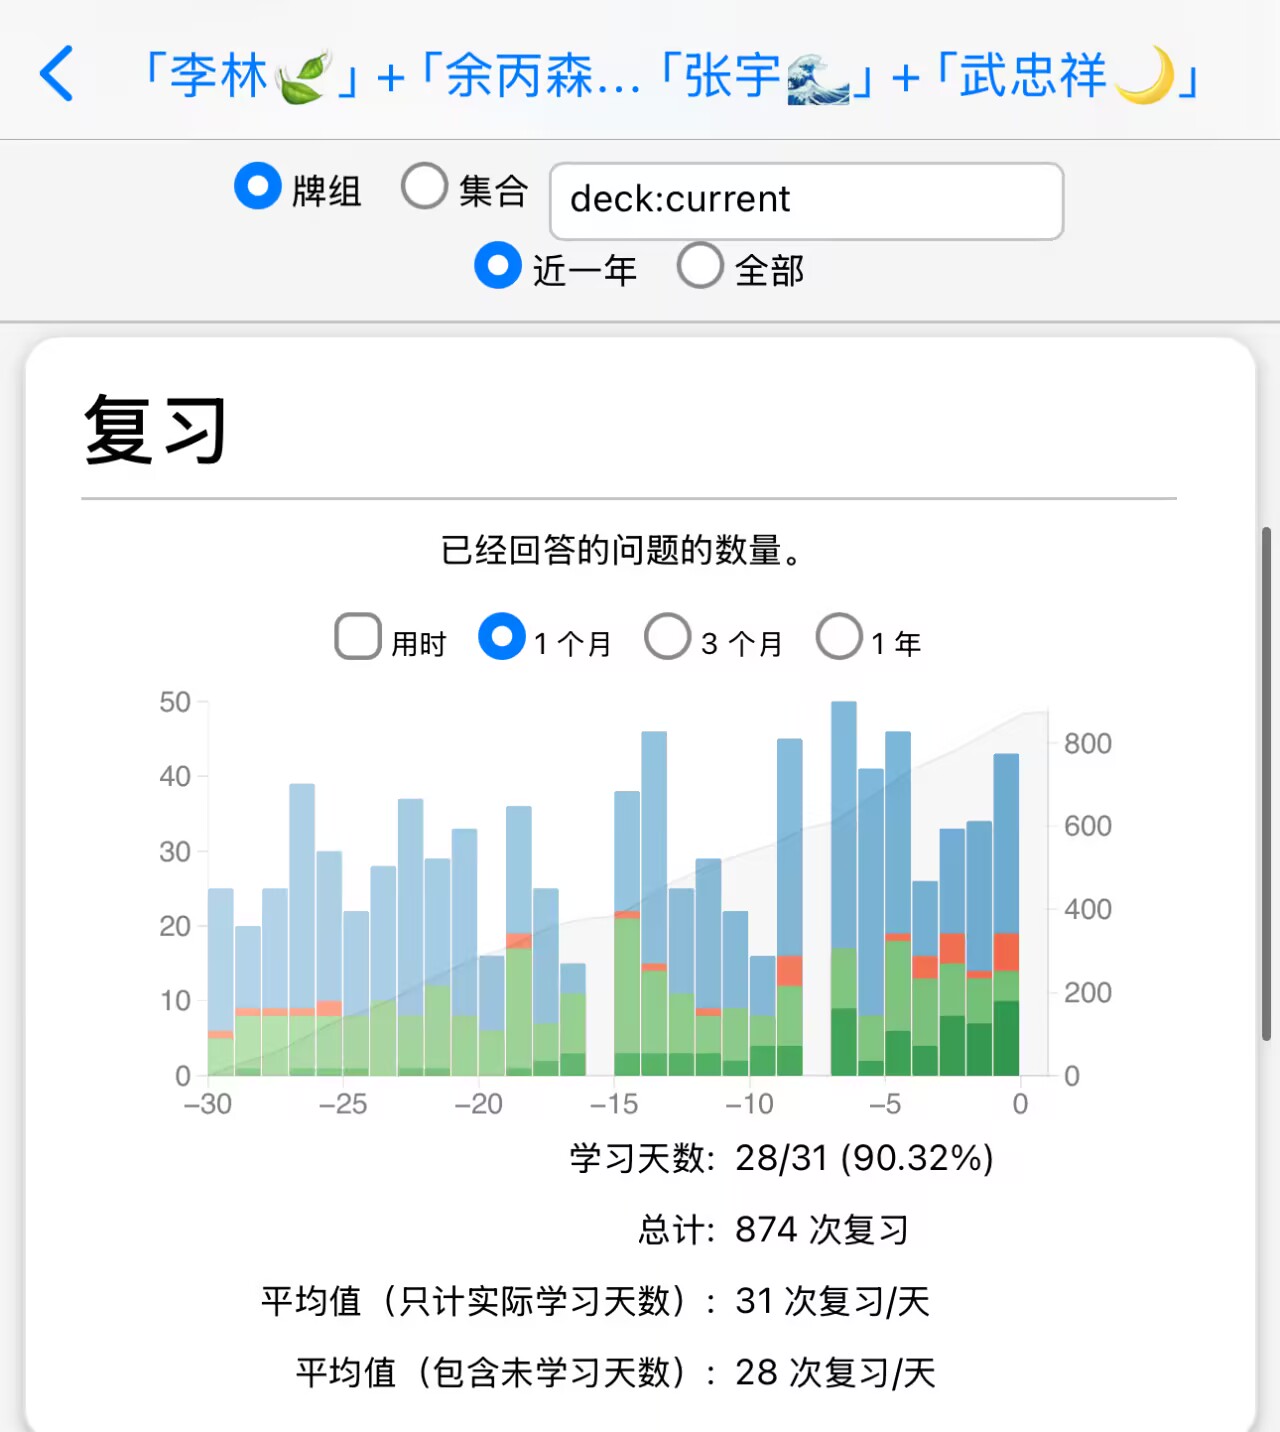 「李林🍃」+「余丙森...「张宇🌊」+「武忠祥🌙」
牌组 集合 deck:current
近一年 全部
复习
已经回答的问题的数量。
用时 1 个月 3 个月 1 年
50
40
30
20
10
0
800
600
400
200
0
–30 –25 –20 –15 –10 –5 0
学习天数: 28/31 (90.32%)
总计: 874 次复习
平均值（只计实际学习天数）: 31 次复习/天
平均值（包含未学习天数）: 28 次复习/天